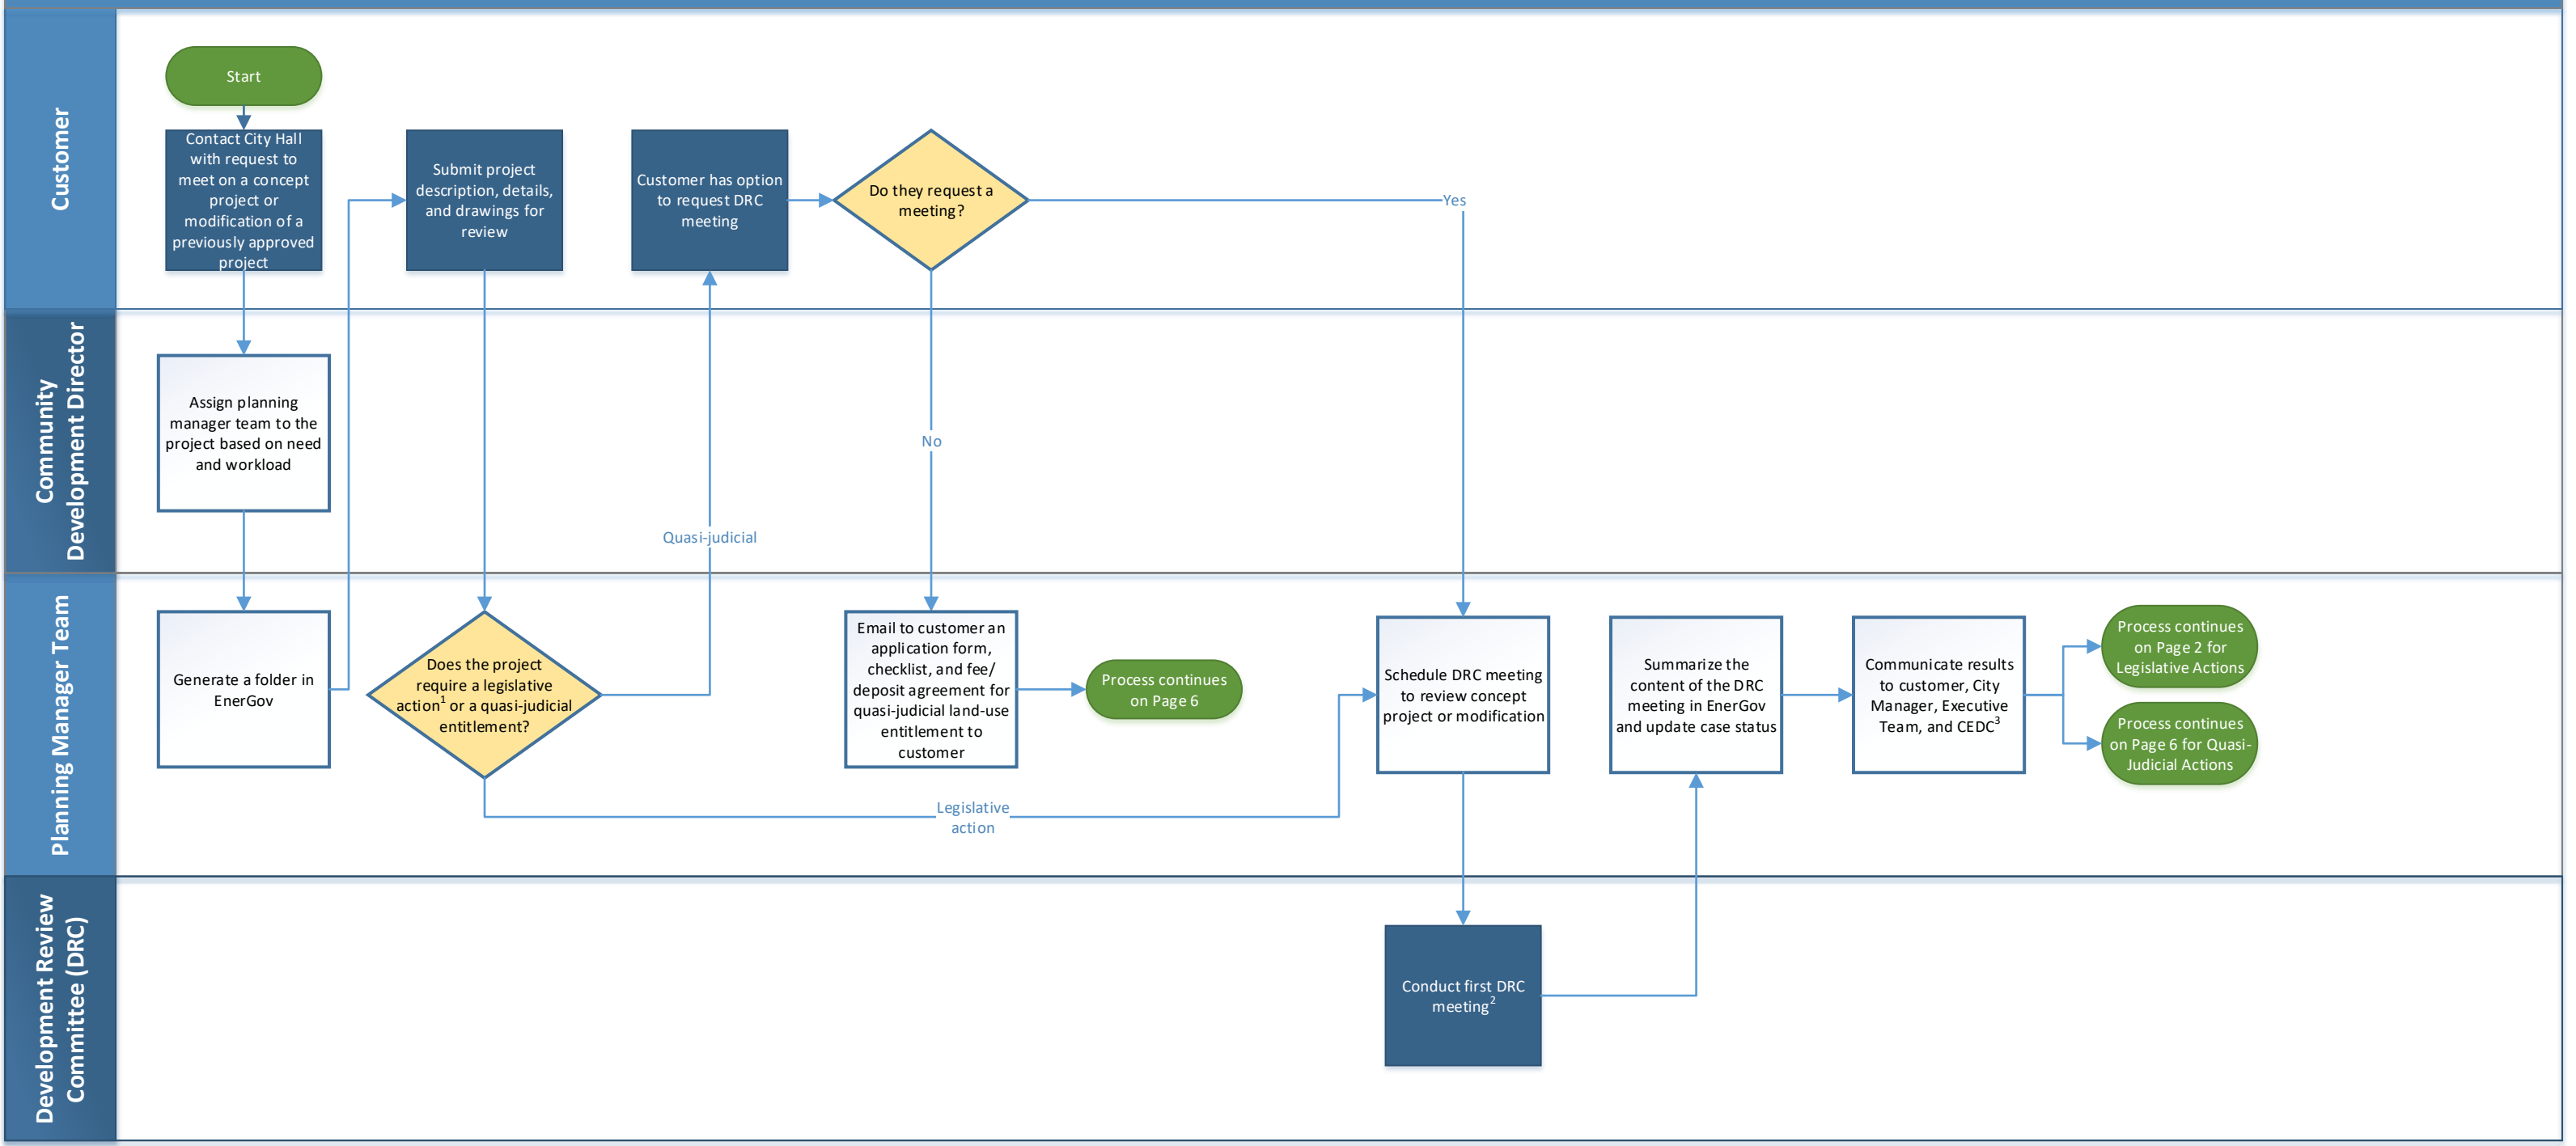 Customer
Start
Contact City Hall
with request to
meet on a concept
project or
modification of a
previously approved
project
Submit project
description, details,
and drawings for
review
Customer has option
to request DRC
meeting
Do they request a
meeting?
Yes
Community
Development Director
Assign planning
manager team to the
project based on need
and workload
No
Quasi-judicial
Planning Manager Team
Generate a folder in
EnerGov
Does the project
require a legislative
action¹ or a quasi-judicial
entitlement?
Email to customer an
application form,
checklist, and fee/
deposit agreement for
quasi-judicial land-use
entitlement to
customer
Process continues
on Page 6
Schedule DRC meeting
to review concept
project or modification
Summarize the
content of the DRC
meeting in EnerGov
and update case status
Communicate results
to customer, City
Manager, Executive
Team, and CEDC³
Process continues
on Page 2 for
Legislative Actions
Process continues
on Page 6 for Quasi-
Judicial Actions
Legislative
action
Development Review
Committee (DRC)
Conduct first DRC
meeting²